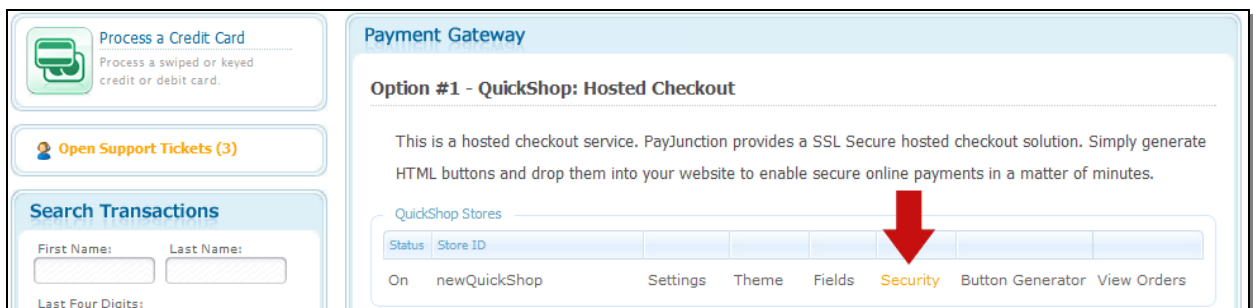 Process a Credit Card
Process a swiped or keyed
credit or debit card.
Open Support Tickets (3)
Search Transactions
First Name: Last Name:
Last Four Digits:
Payment Gateway
Option #1 - QuickShop: Hosted Checkout
This is a hosted checkout service. PayJunction provides a SSL Secure hosted checkout solution. Simply generate
HTML buttons and drop them into your website to enable secure online payments in a matter of minutes.
QuickShop Stores
Status Store ID
On newQuickShop Settings Theme Fields Security Button Generator View Orders